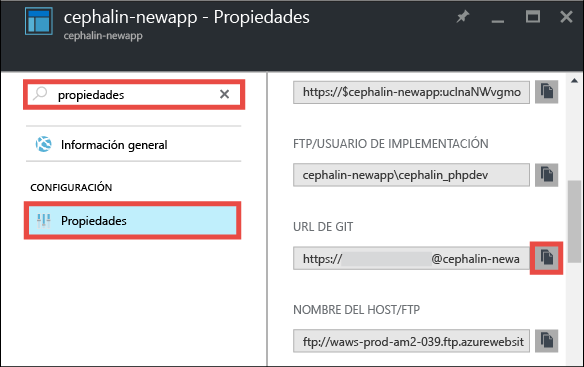 cephalin-newapp - Propiedades
cephalin-newapp
propiedades
Información general
CONFIGURACIÓN
Propiedades
https://$cephalin-newapp:uclnaNWvgmo
FTP/USUARIO DE IMPLEMENTACIÓN
cephalin-newapp\cephalin_phpdev
URL DE GIT
https:// @cephalin-newa
NOMBRE DEL HOST/FTP
ftp://waws-prod-am2-039.ftp.azurewebsit